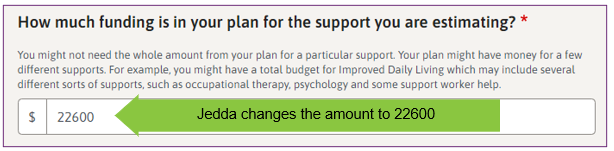 How much funding is in your plan for the support you are estimating? *
You might not need the whole amount from your plan for a particular support. Your plan might have money for a few
different supports. For example, you might have a total budget for Improved Daily Living which may include several
different sorts of supports, such as occupational therapy, psychology and some support worker help.
$ 22600 Jedda changes the amount to 22600